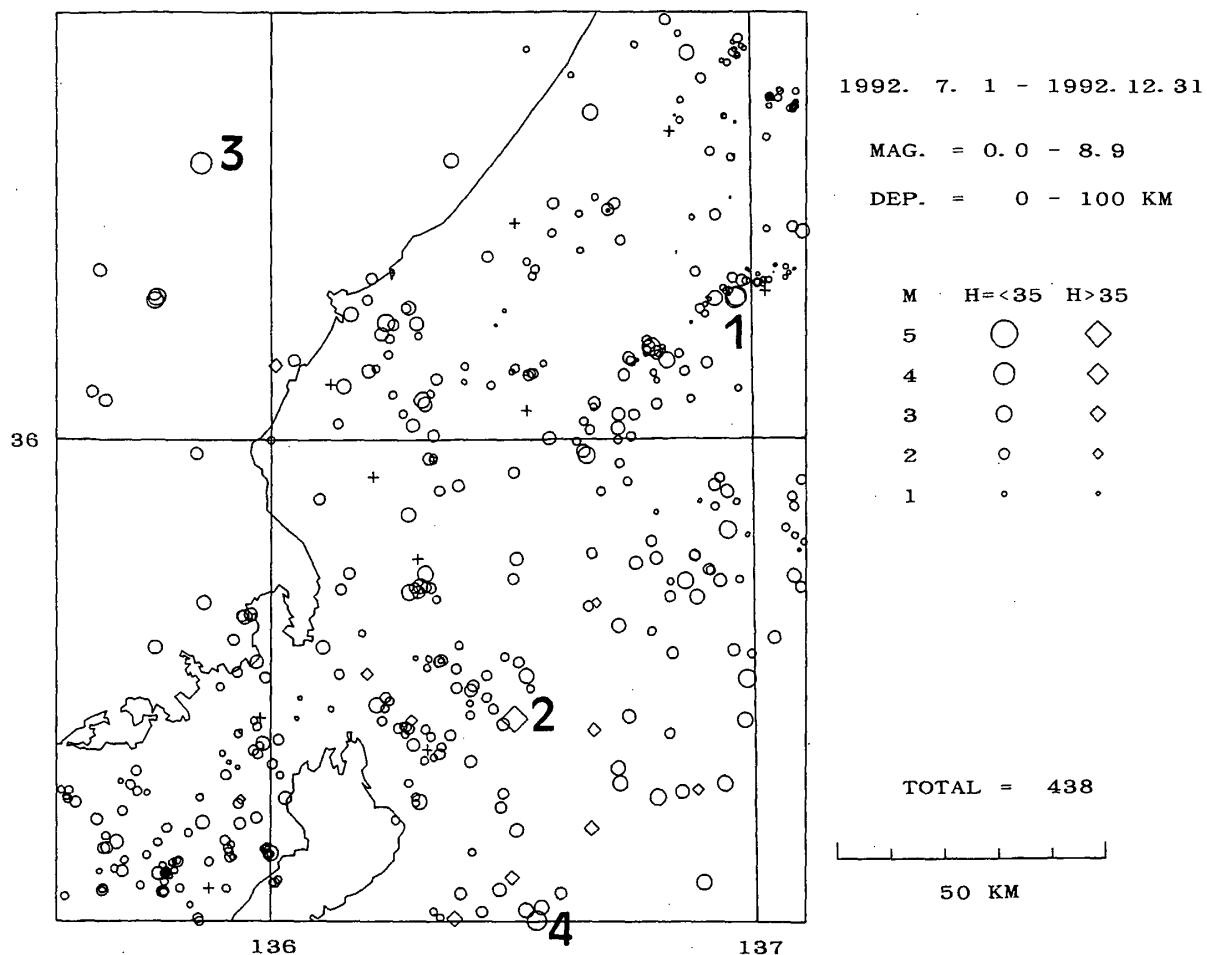 1992. 7. 1 - 1992.12.31
MAG. = 0.0 - 8.9
DEP. = 0 - 100 KM
3
M H=<35 H>35
5
1
4
3
36
2
1
2
TOTAL = 438
50 KM
4
136 137